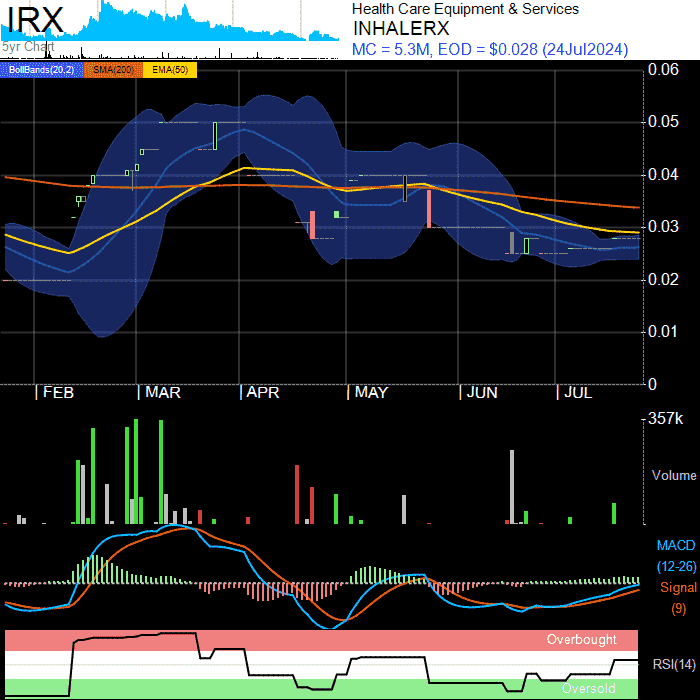 IRX
5yr Chart
Health Care Equipment & Services
INHALERX
MC = 5.3M, EOD = $0.028 (24Jul2024)
BollBands(20,2) SMA(200) EMA(50)
0.06
0.05
0.04
0.03
0.02
0.01
0
| FEB | MAR | APR | MAY | JUN | JUL
357k
Volume
MACD
(12-26)
Signal
(9)
Overbought
RSI(14)
Oversold